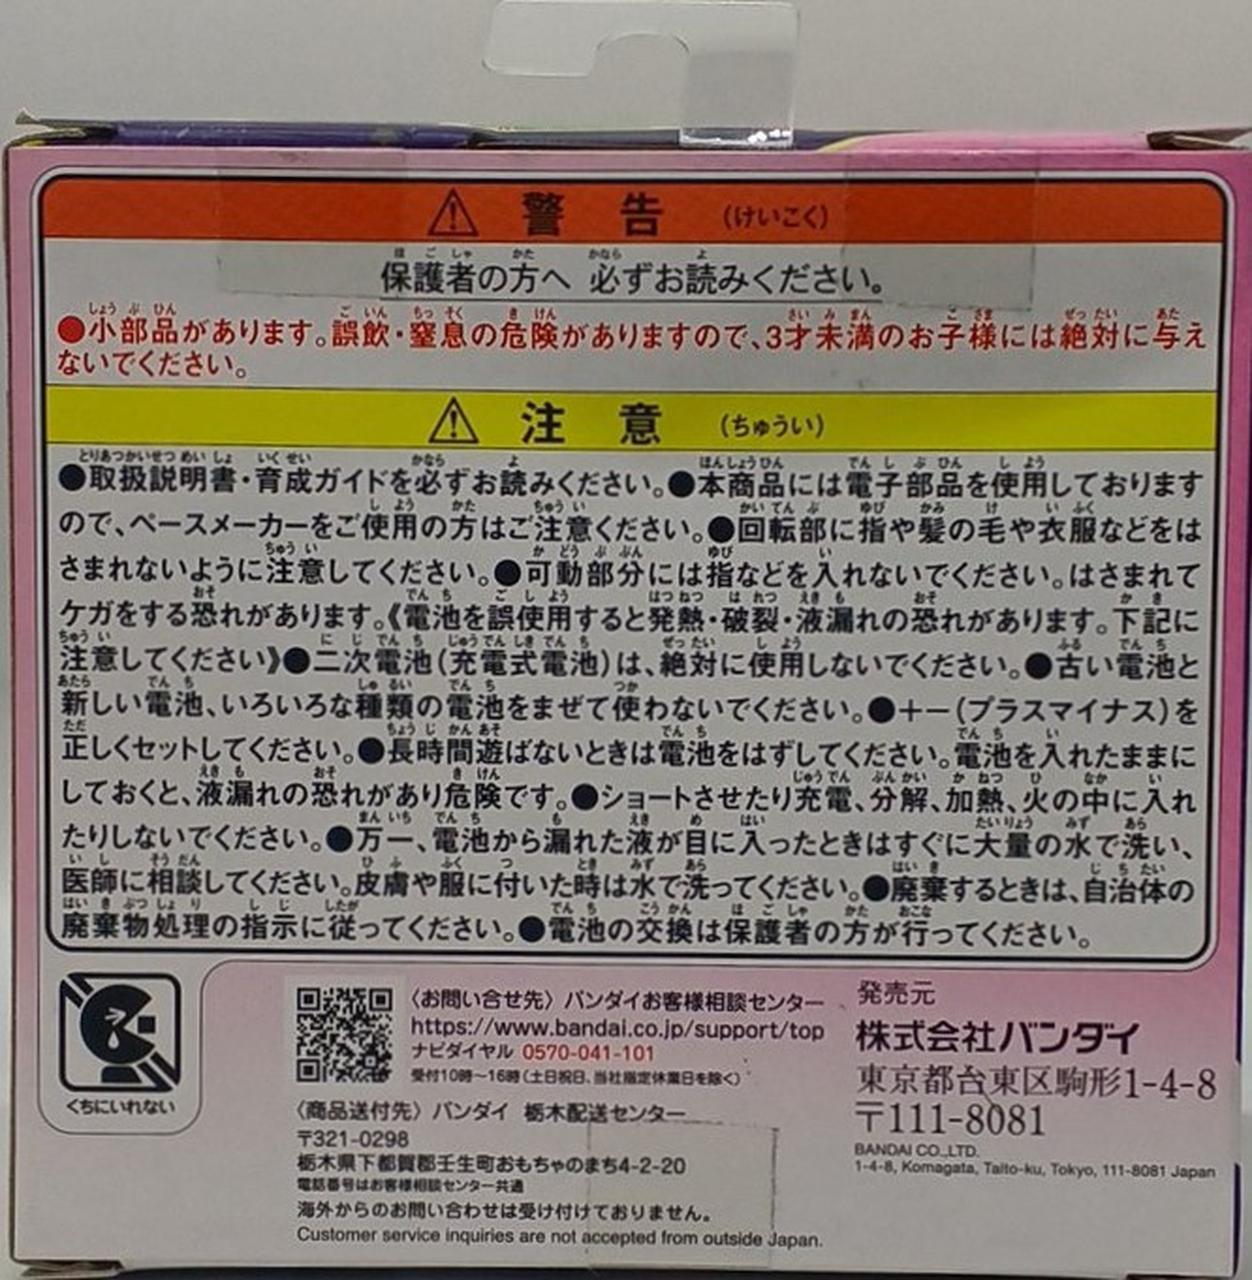 警告 (けいこく)
保護者の方へ 必ずお読みください。
●小部品があります。誤飲・窒息の危険がありますので、3才未満のお子様には絶対に与え
ないでください。
注意 (ちゅうい)
●取扱説明書・育成ガイドを必ずお読みください。●本商品には電子部品を使用しております
ので、ペースメーカーをご使用の方はご注意ください。●回転部に指や髪の毛や衣服などをは
さまれないように注意してください。●可動部分には指などを入れないでください。はさまれて
ケガをする恐れがあります。《電池を誤使用すると発熱・破裂・液漏れの恐れがあります。下記に
注意してください》●二次電池(充電式電池)は、絶対に使用しないでください。●古い電池と
新しい電池、いろいろな種類の電池をまぜて使わないでください。●+−(プラスマイナス)を
正しくセットしてください。●長時間遊ばないときは電池をはずしてください。電池を入れたままに
しておくと、液漏れの恐れがあり危険です。●ショートさせたり充電、分解、加熱、火の中に入れ
たりしないでください。●万一、電池から漏れた液が目に入ったときはすぐに大量の水で洗い、
医師に相談してください。皮膚や服に付いた時は水で洗ってください。●廃棄するときは、自治体の
廃棄物処理の指示に従ってください。●電池の交換は保護者の方が行ってください。
くちにいれない
〈お問い合せ先〉バンダイお客様相談センター
https://www.bandai.co.jp/support/top
ナビダイヤル 0570-041-101
受付10時〜16時(土日祝日、当社指定休業日を除く)
〈商品送付先〉バンダイ 栃木配送センター
〒321-0298
栃木県下都賀郡壬生町おもちゃのまち4-2-20
電話番号はお客様相談センター共通
海外からのお問い合わせは受け付けておりません。
Customer service inquiries are not accepted from outside Japan.
発売元
株式会社バンダイ
東京都台東区駒形1-4-8
〒111-8081
BANDAI CO.,LTD.
1-4-8, Komagata, Taito-ku, Tokyo, 111-8081 Japan